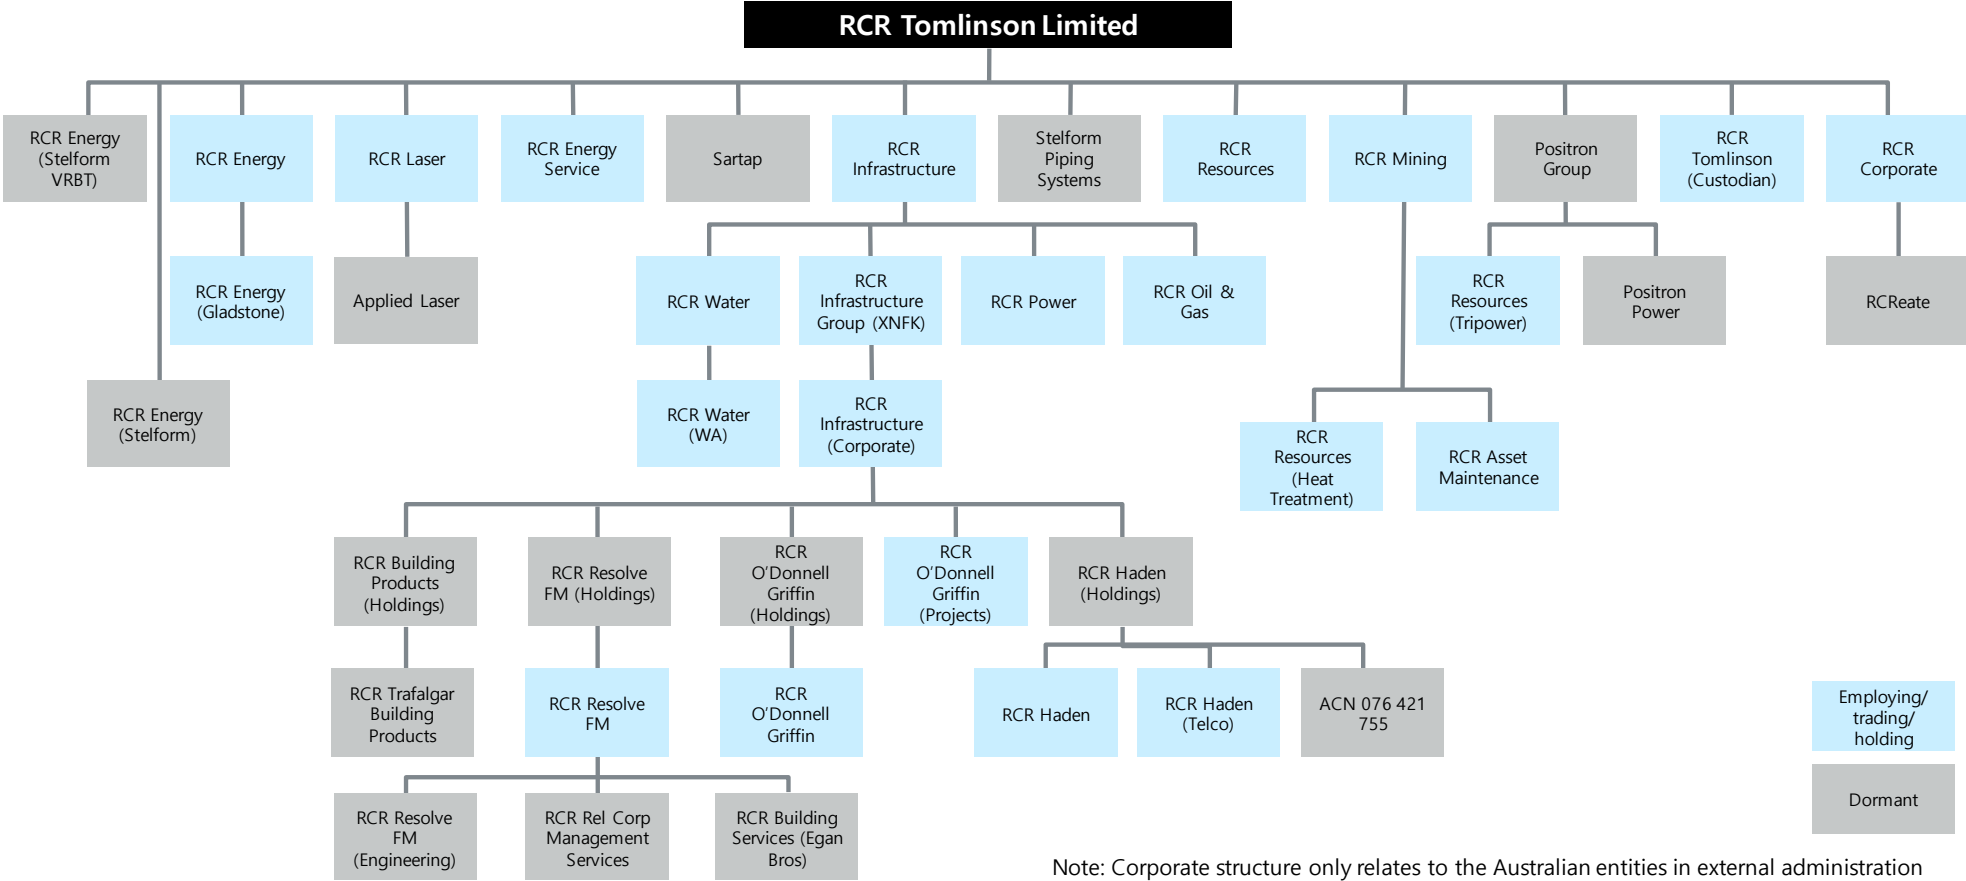 RCR Tomlinson Limited
RCR Energy
(Stelform
VRBT)
RCR Energy
RCR Laser
RCR Energy
Service
Sartap
RCR
Infrastructure
Stelform
Piping
Systems
RCR
Resources
RCR Mining
Positron
Group
RCR
Tomlinson
(Custodian)
RCR
Corporate
RCR Energy
(Gladstone)
Applied Laser
RCR Water
RCR
Infrastructure
Group (XNFK)
RCR Power
RCR Oil &
Gas
RCR
Resources
(Tripower)
Positron
Power
RCReate
RCR Energy
(Stelform)
RCR Water
(WA)
RCR
Infrastructure
(Corporate)
RCR
Resources
(Heat
Treatment)
RCR Asset
Maintenance
RCR Building
Products
(Holdings)
RCR Resolve
FM (Holdings)
RCR
O'Donnell
Griffin
(Holdings)
RCR
O'Donnell
Griffin
(Projects)
RCR Haden
(Holdings)
RCR Trafalgar
Building
Products
RCR Resolve
FM
RCR
O'Donnell
Griffin
RCR Haden
RCR Haden
(Telco)
ACN 076 421
755
Employing/
trading/
holding
Dormant
RCR Resolve
FM
(Engineering)
RCR Rel Corp
Management
Services
RCR Building
Services (Egan
Bros)
Note: Corporate structure only relates to the Australian entities in external administration